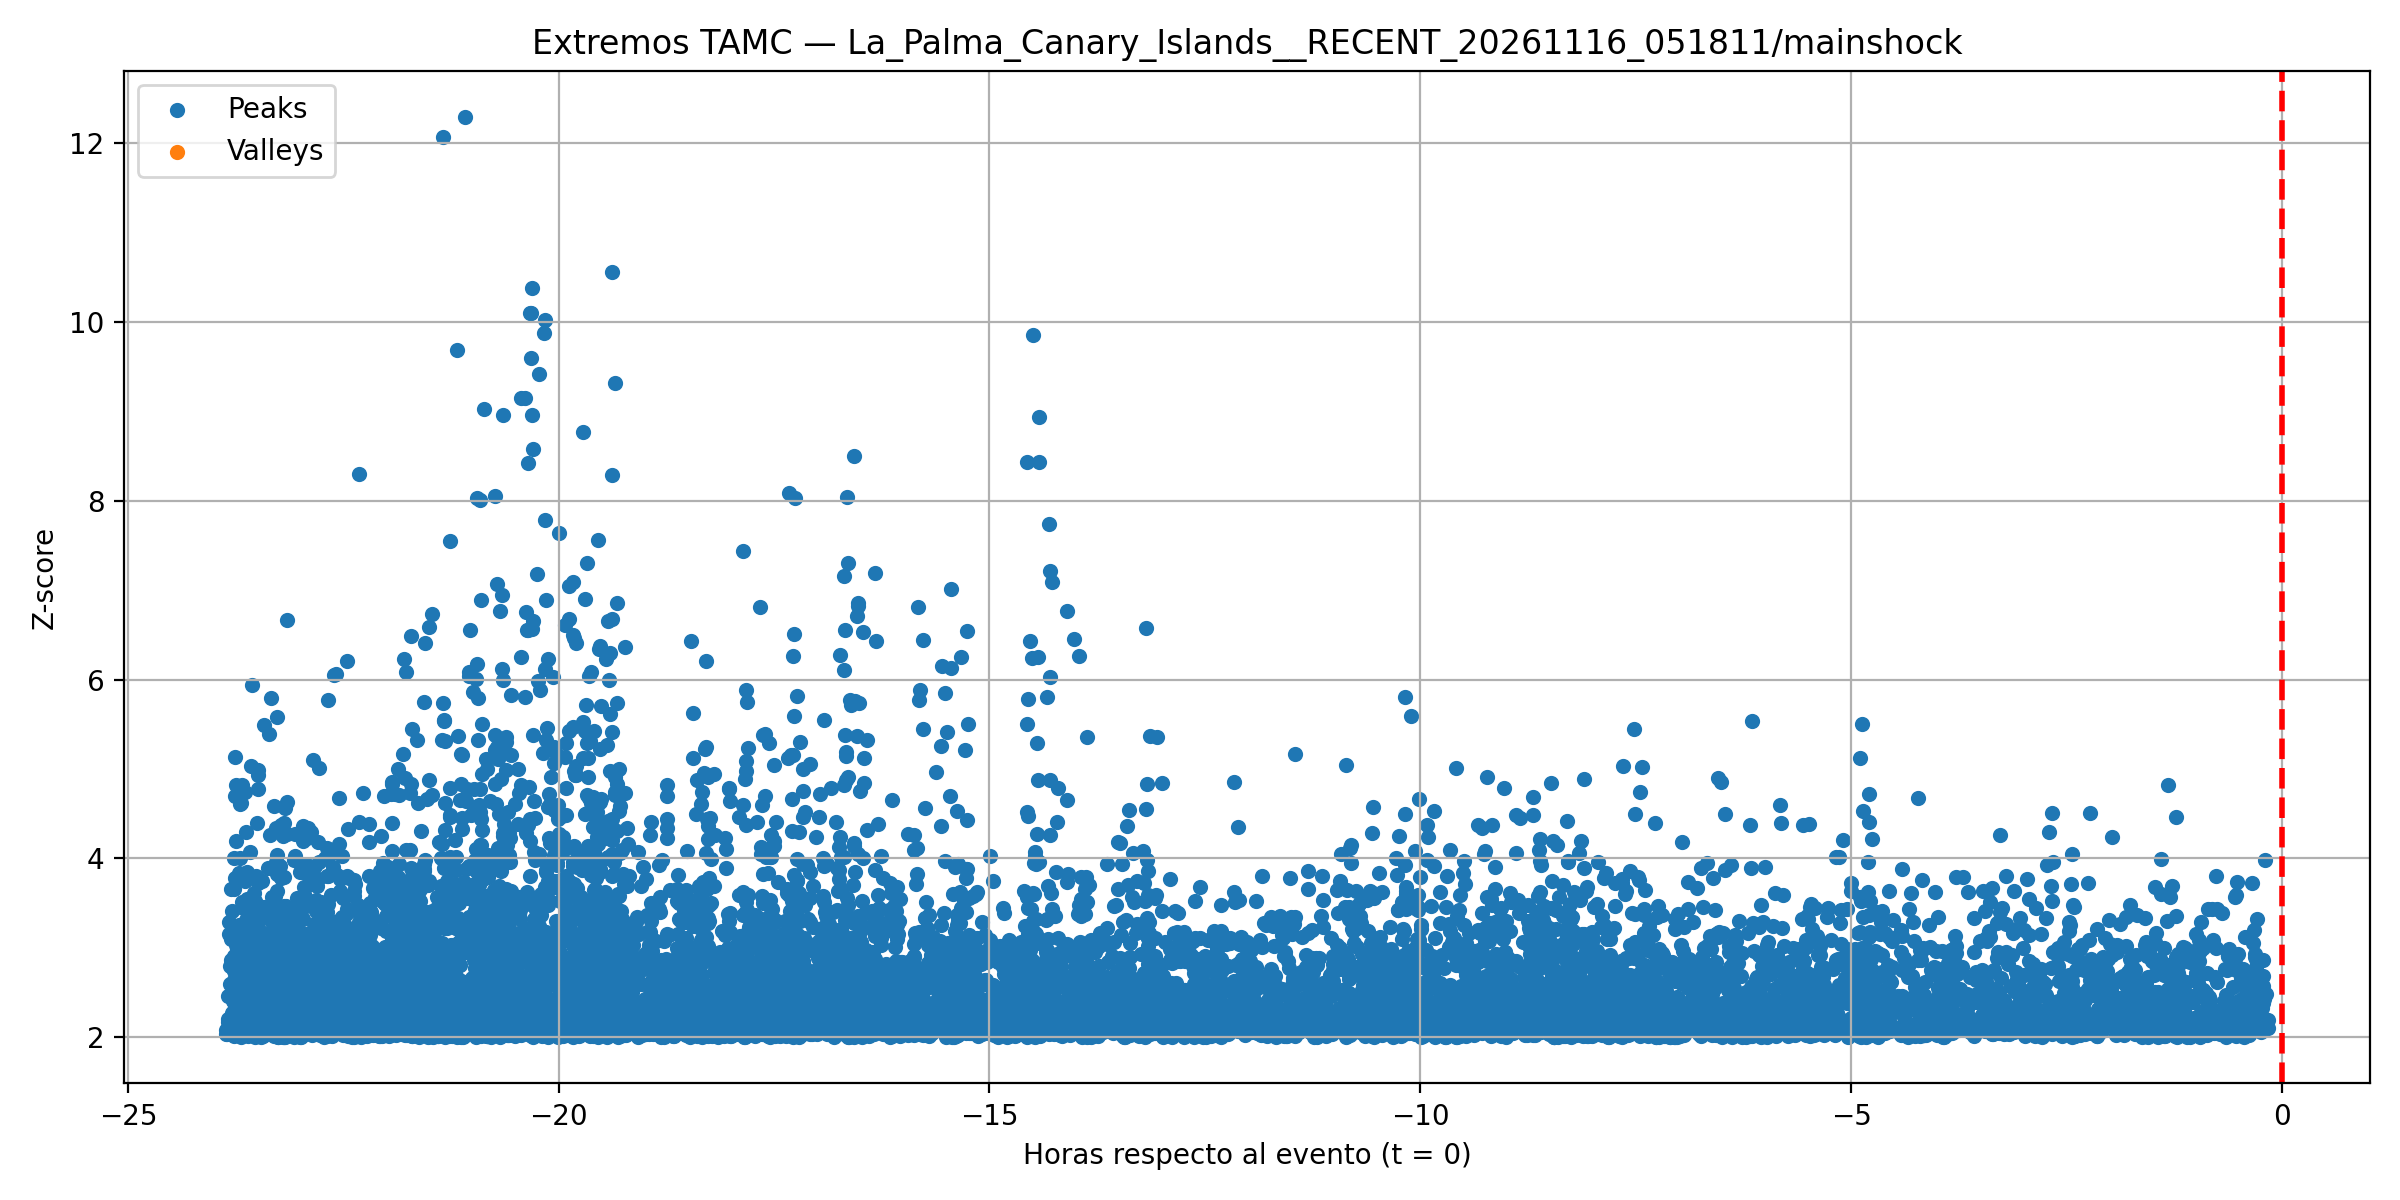 Extremos TAMC — La_Palma_Canary_Islands__RECENT_20261116_051811/mainshock
Peaks
Valleys
12
10
8
6
4
2
Z-score
−25
−20
−15
−10
−5
0
Horas respecto al evento (t = 0)